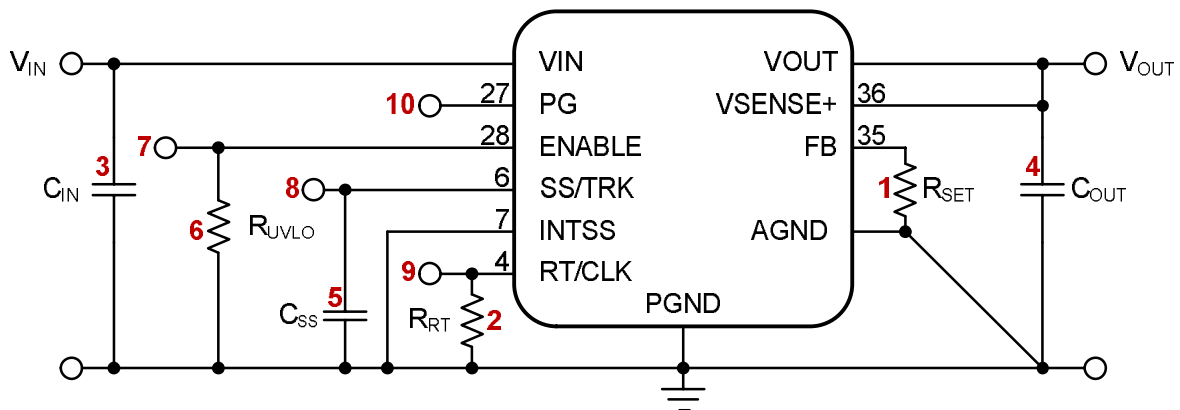 VIN VIN VOUT VOUT
10 27 PG VSENSE+ 36
7 28 ENABLE FB 35
3 CIN 8 6 SS/TRK 1 RSET 4 COUT
6 RUVLO 7 INTSS AGND
9 4 RT/CLK
5 CSS RRT 2 PGND